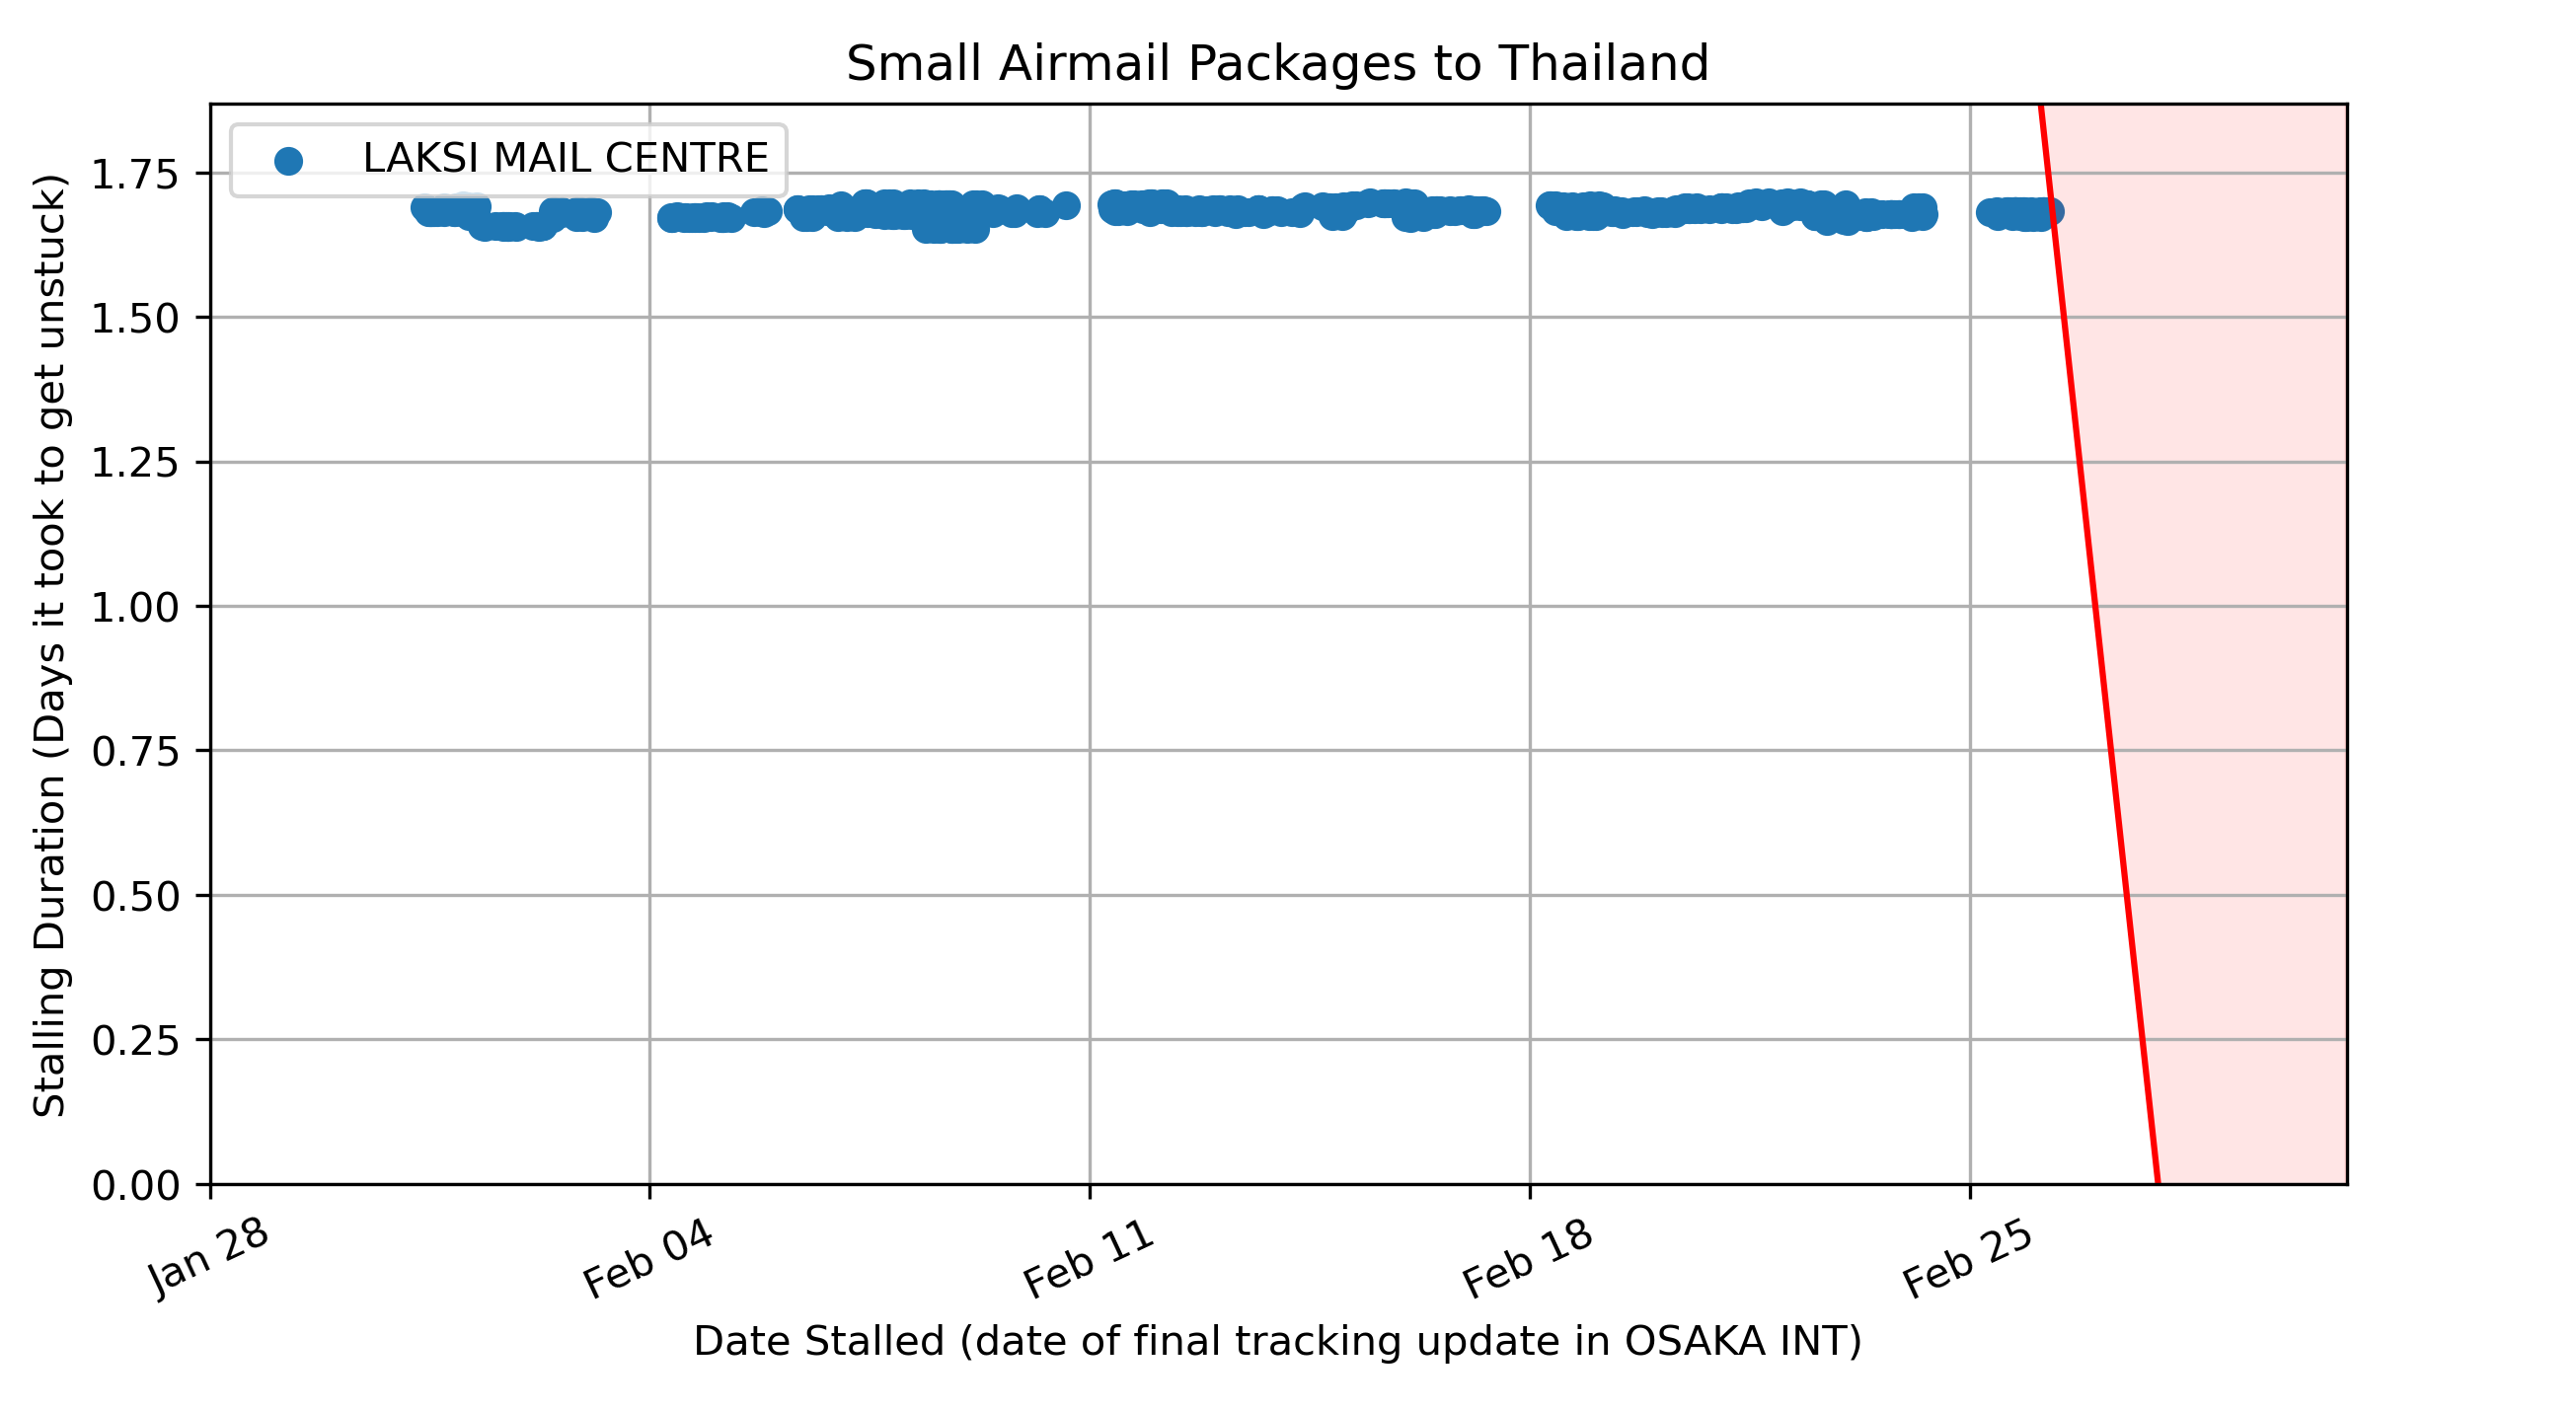 Small Airmail Packages to Thailand
LAKSI MAIL CENTRE
Stalling Duration (Days it took to get unstuck)
1.75
1.50
1.25
1.00
0.75
0.50
0.25
0.00
Jan 28
Feb 04
Feb 11
Feb 18
Feb 25
Date Stalled (date of final tracking update in OSAKA INT)